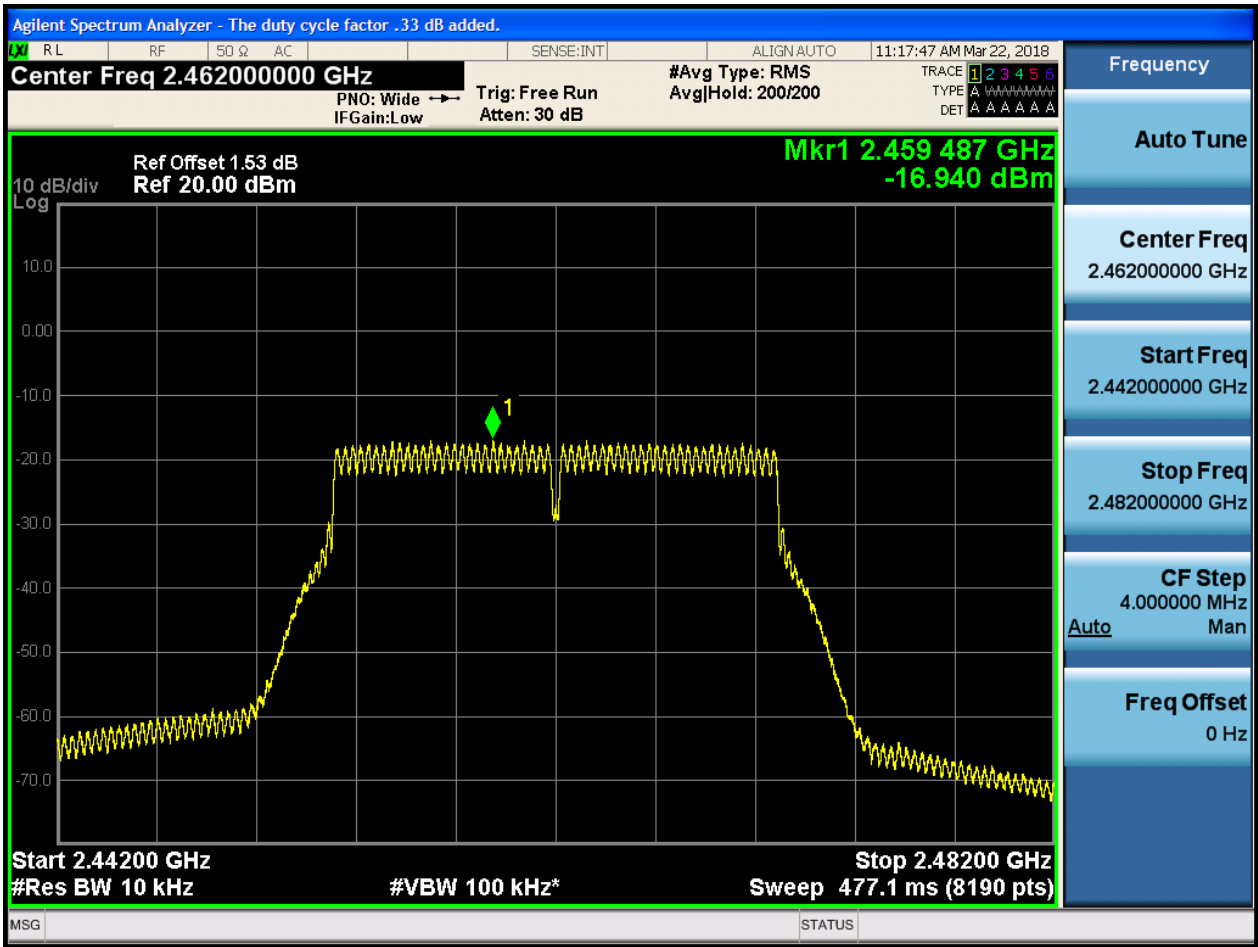 Agilent Spectrum Analyzer - The duty cycle factor .33 dB added.
LXI RL RF 50 Ω AC SENSE:INT ALIGN AUTO 11:17:47 AM Mar 22, 2018
Center Freq 2.462000000 GHz
PNO: Wide
IFGain:Low
Trig: Free Run
Atten: 30 dB
#Avg Type: RMS
Avg|Hold: 200/200
TRACE 1 2 3 4 5 6
TYPE A WWWWWW
DET A A A A A A
Mkr1 2.459 487 GHz
-16.940 dBm
Ref Offset 1.53 dB
10 dB/div Ref 20.00 dBm
Log
10.0
0.00
-10.0
1
-20.0
-30.0
-40.0
-50.0
-60.0
-70.0
Start 2.44200 GHz Stop 2.48200 GHz
#Res BW 10 kHz #VBW 100 kHz* Sweep 477.1 ms (8190 pts)
MSG STATUS
Frequency
Auto Tune
Center Freq
2.462000000 GHz
Start Freq
2.442000000 GHz
Stop Freq
2.482000000 GHz
CF Step
4.000000 MHz
Auto Man
Freq Offset
0 Hz